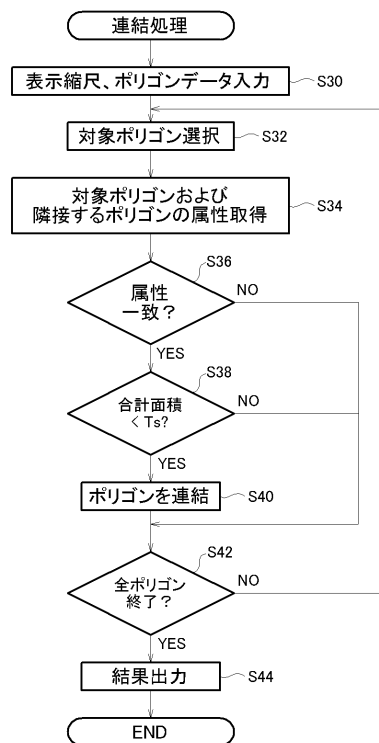 連結処理
表示縮尺、ポリゴンデータ入力
S30
対象ポリゴン選択
S32
対象ポリゴンおよび
隣接するポリゴンの属性取得
S34
S36
属性
一致？
NO
YES
S38
合計面積
< Ts?
NO
YES
ポリゴンを連結
S40
S42
全ポリゴン
終了？
NO
YES
結果出力
S44
END